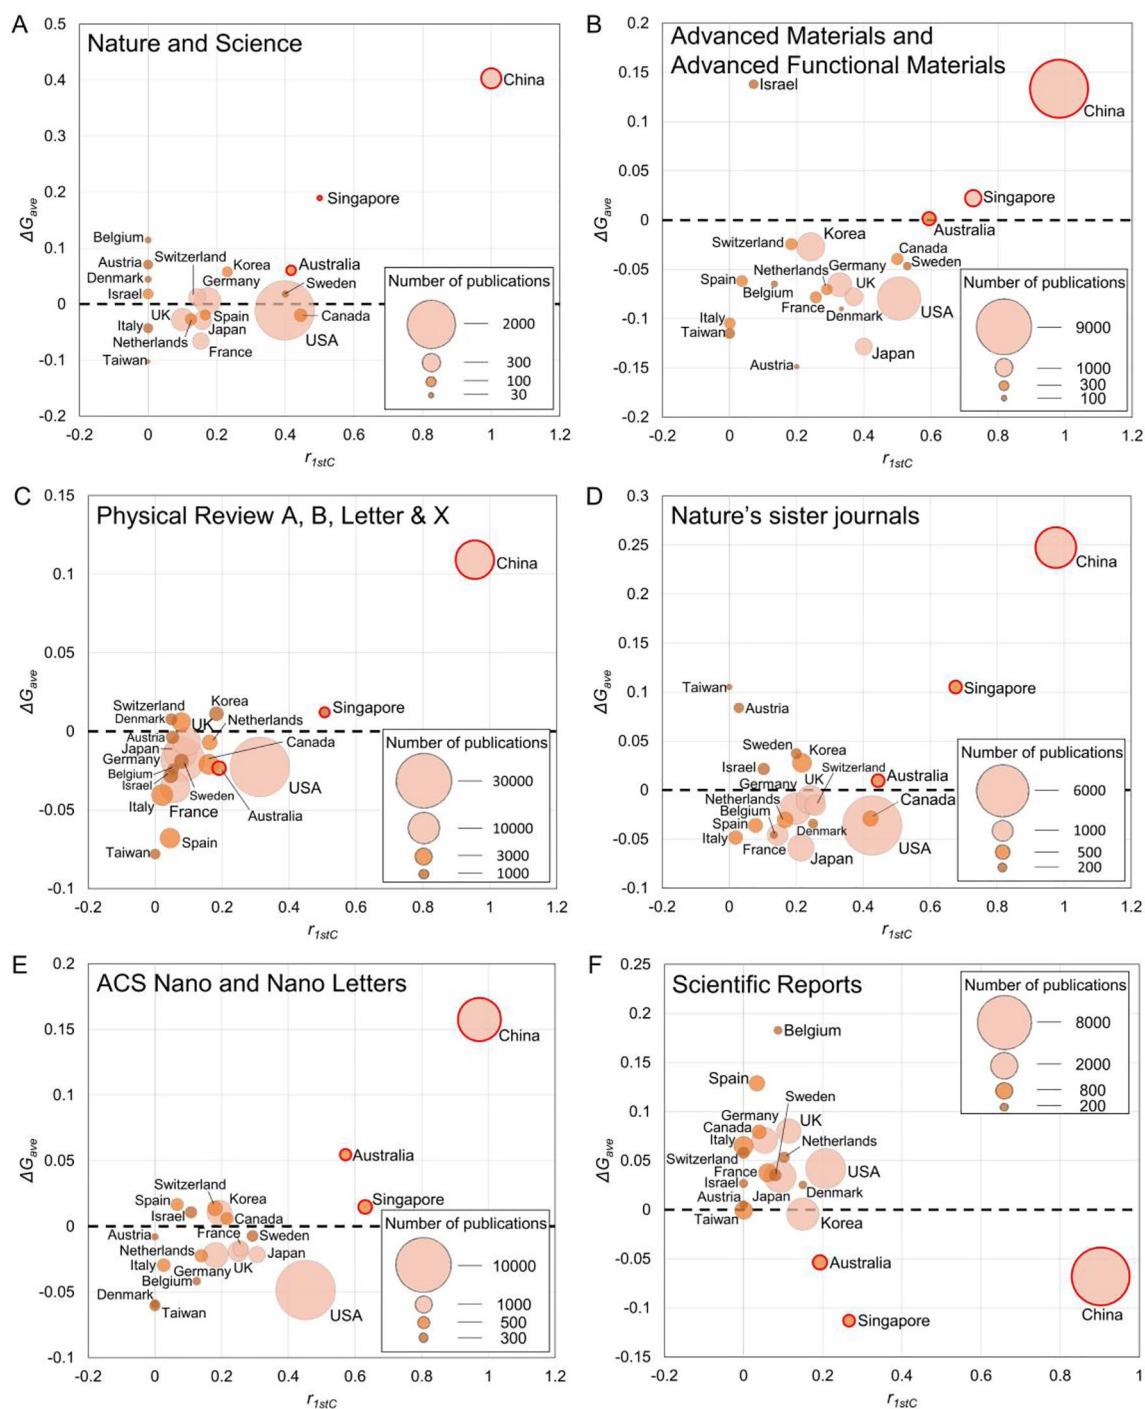 A
Nature and Science
0.5
0.4
0.3
0.2
0.1
0
-0.1
-0.2
ΔGave
-0.2 0 0.2 0.4 0.6 0.8 1 1.2
r1stC
China
Singapore
Belgium
Austria
Switzerland
Korea
Australia
Denmark
Germany
Sweden
Israel
UK
Spain
Canada
Italy
Japan
Netherlands
USA
France
Taiwan
Number of publications
2000
300
100
30
B
Advanced Materials and
Advanced Functional Materials
0.2
0.15
0.1
0.05
0
-0.05
-0.1
-0.15
-0.2
ΔGave
-0.2 0 0.2 0.4 0.6 0.8 1 1.2
r1stC
Israel
China
Singapore
Australia
Korea
Switzerland
Canada
Sweden
Germany
Netherlands
Spain
UK
Belgium
USA
France
Denmark
Italy
Taiwan
Japan
Austria
Number of publications
9000
1000
300
100
C
Physical Review A, B, Letter & X
0.15
0.1
0.05
0
-0.05
-0.1
ΔGave
-0.2 0 0.2 0.4 0.6 0.8 1 1.2
r1stC
China
Singapore
Switzerland
Korea
Denmark
UK
Netherlands
Austria
Canada
Japan
Germany
Belgium
Israel
USA
Sweden
Italy
France
Australia
Spain
Taiwan
Number of publications
30000
10000
3000
1000
D
Nature's sister journals
0.3
0.25
0.2
0.15
0.1
0.05
0
-0.05
-0.1
ΔGave
-0.2 0 0.2 0.4 0.6 0.8 1 1.2
r1stC
China
Taiwan
Singapore
Austria
Sweden
Korea
Israel
Switzerland
Germany
UK
Australia
Netherlands
Canada
Belgium
Spain
Denmark
Italy
France
Japan
USA
Number of publications
6000
1000
500
200
E
ACS Nano and Nano Letters
0.2
0.15
0.1
0.05
0
-0.05
-0.1
ΔGave
-0.2 0 0.2 0.4 0.6 0.8 1 1.2
r1stC
China
Australia
Singapore
Switzerland
Spain
Korea
Israel
Canada
Austria
France
Sweden
Netherlands
Japan
Italy
Germany
UK
Belgium
Denmark
Taiwan
USA
Number of publications
10000
1000
500
300
F
Scientific Reports
0.25
0.2
0.15
0.1
0.05
0
-0.05
-0.1
-0.15
ΔGave
-0.2 0 0.2 0.4 0.6 0.8 1
r1stC
Number of publications
8000
2000
800
200
Belgium
Spain
Sweden
Germany
UK
Canada
Italy
Netherlands
Switzerland
France
USA
Israel
Austria
Japan
Denmark
Taiwan
Korea
Australia
China
Singapore